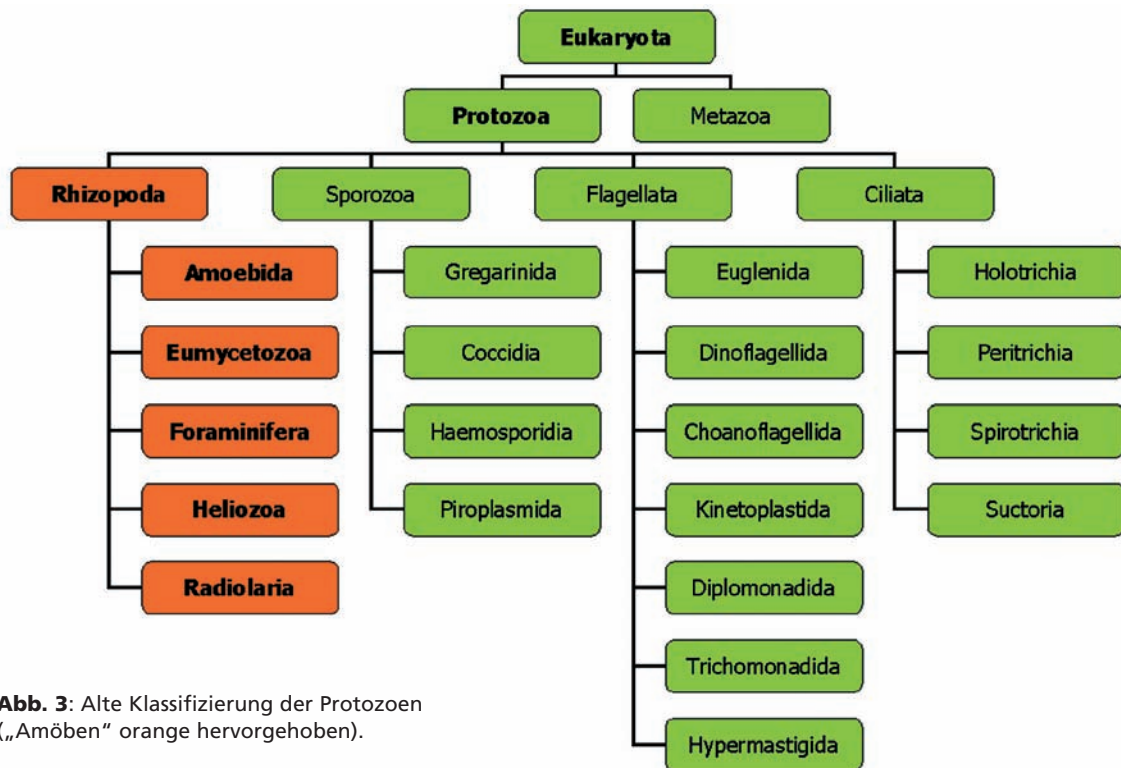 Eukaryota
Protozoa
Metazoa
Rhizopoda
Sporozoa
Flagellata
Ciliata
Amoebida
Gregarinida
Euglenida
Holotrichia
Eumycetozoa
Coccidia
Dinoflagellida
Peritrichia
Foraminifera
Haemosporidia
Choanoflagellida
Spirotrichia
Heliozoa
Piroplasmida
Kinetoplastida
Suctoria
Radiolaria
Diplomonadida
Trichomonadida
Hypermastigida
Abb. 3: Alte Klassifizierung der Protozoen
(„Amöben“ orange hervorgehoben).